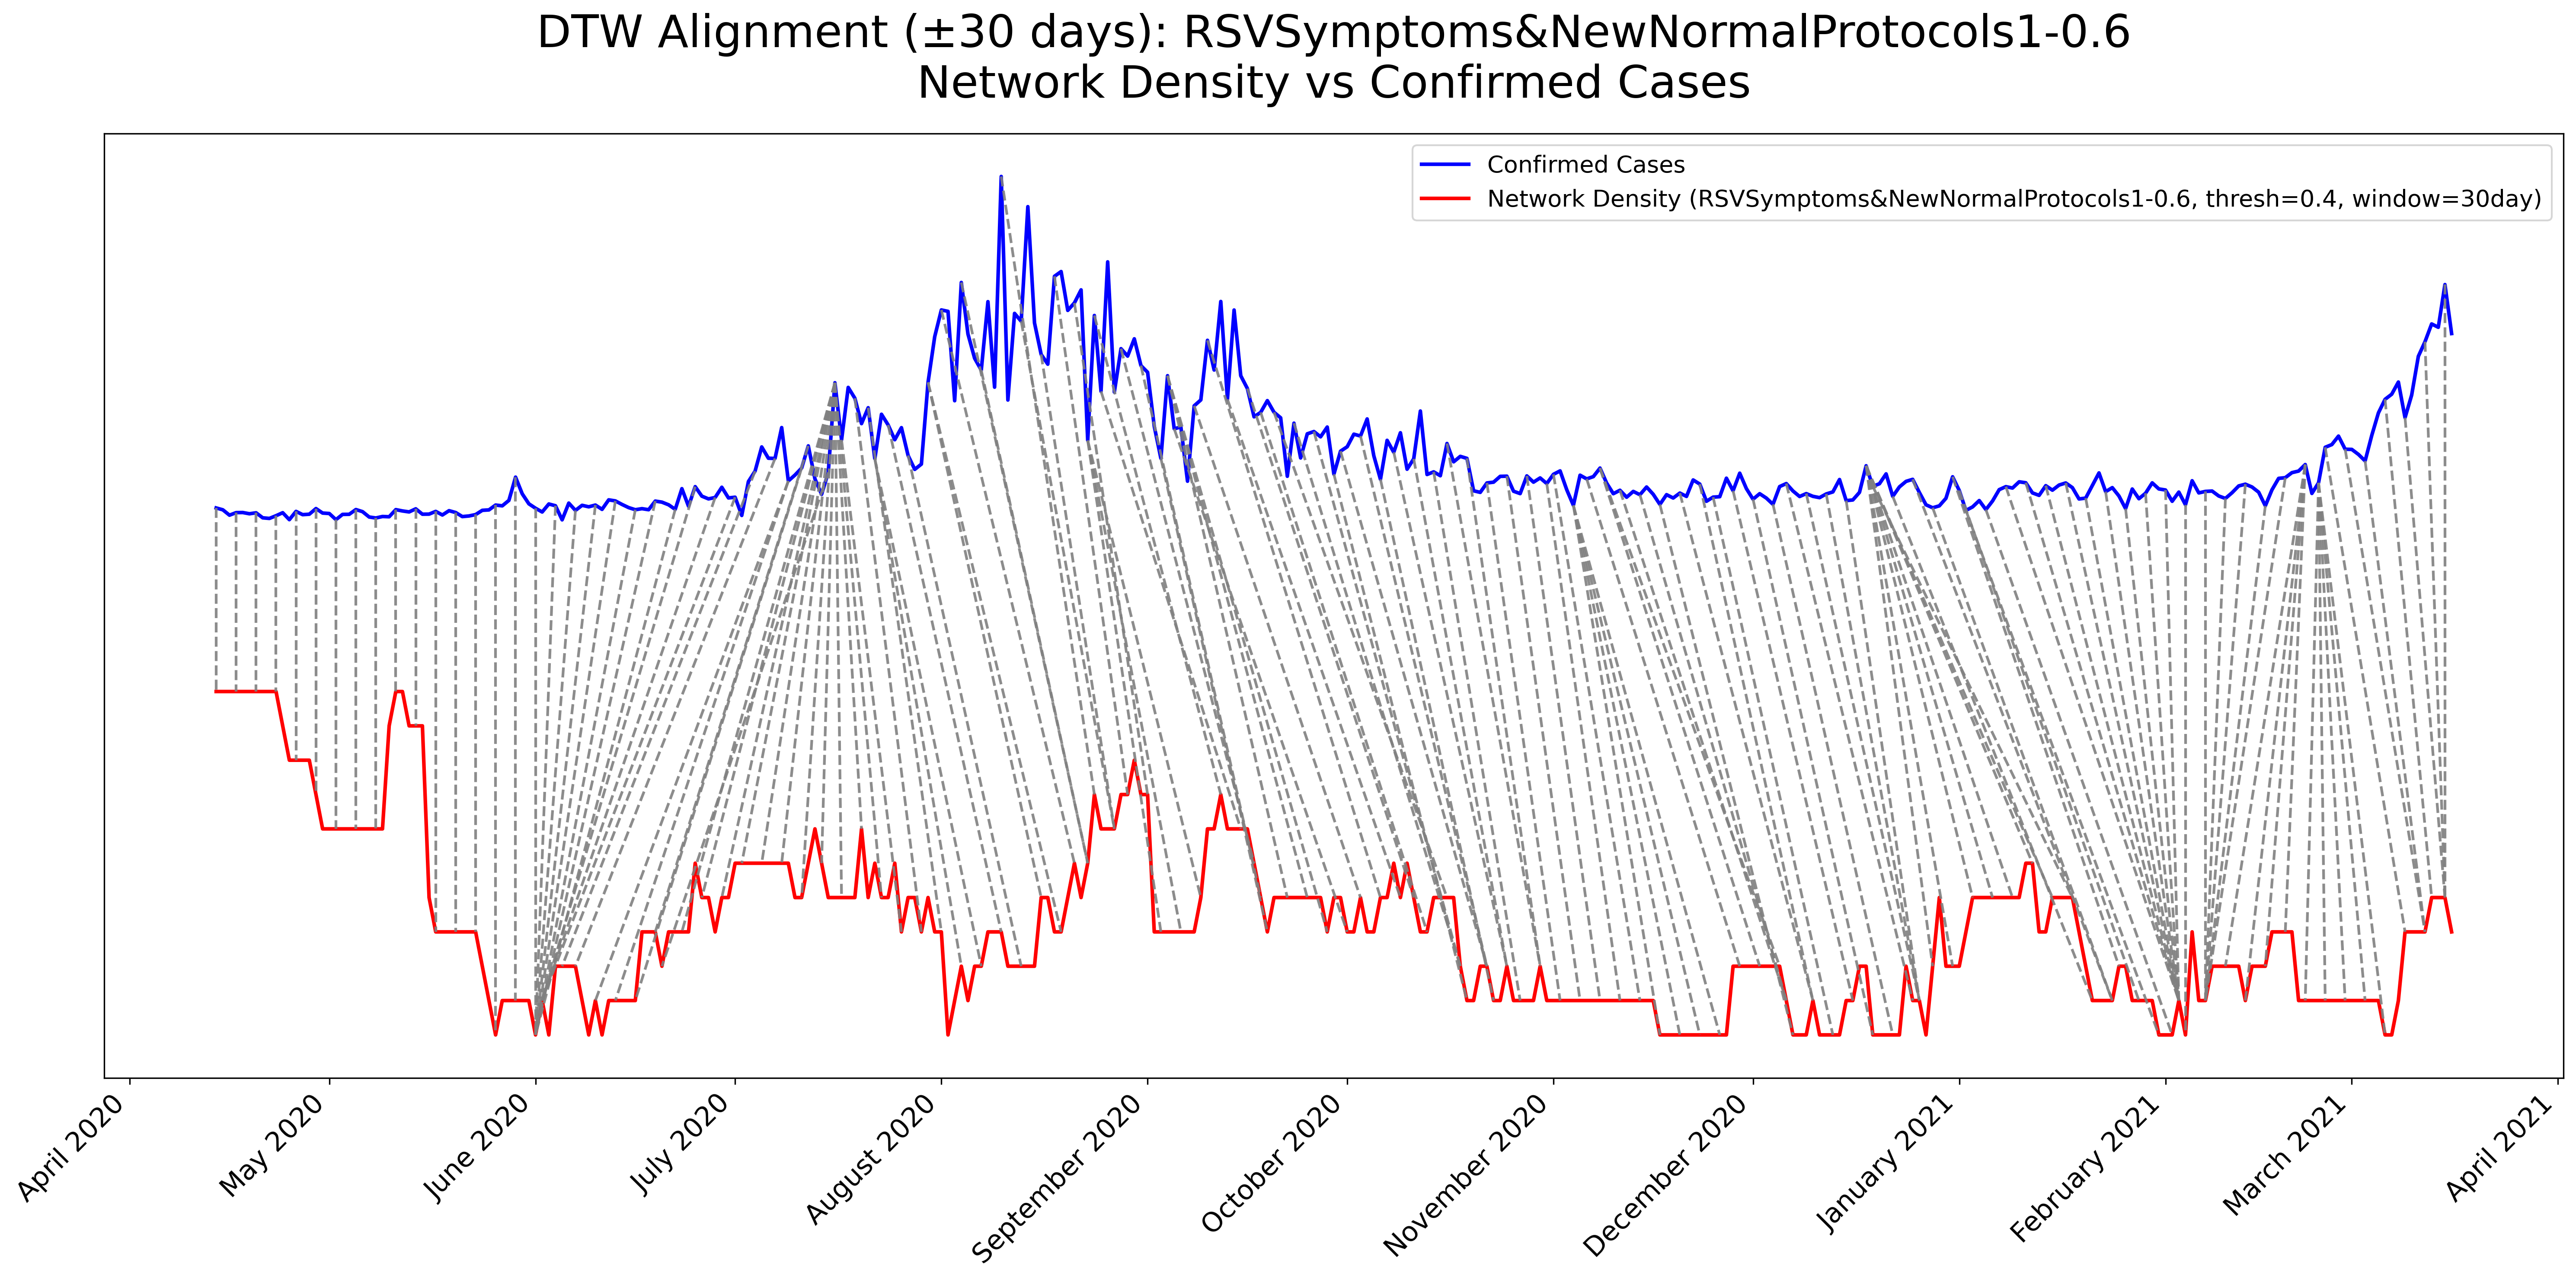 DTW Alignment (±30 days): RSVSymptoms&NewNormalProtocols1-0.6
Network Density vs Confirmed Cases
Confirmed Cases
Network Density (RSVSymptoms&NewNormalProtocols1-0.6, thresh=0.4, window=30day)
April 2020
May 2020
June 2020
July 2020
August 2020
September 2020
October 2020
November 2020
December 2020
January 2021
February 2021
March 2021
April 2021